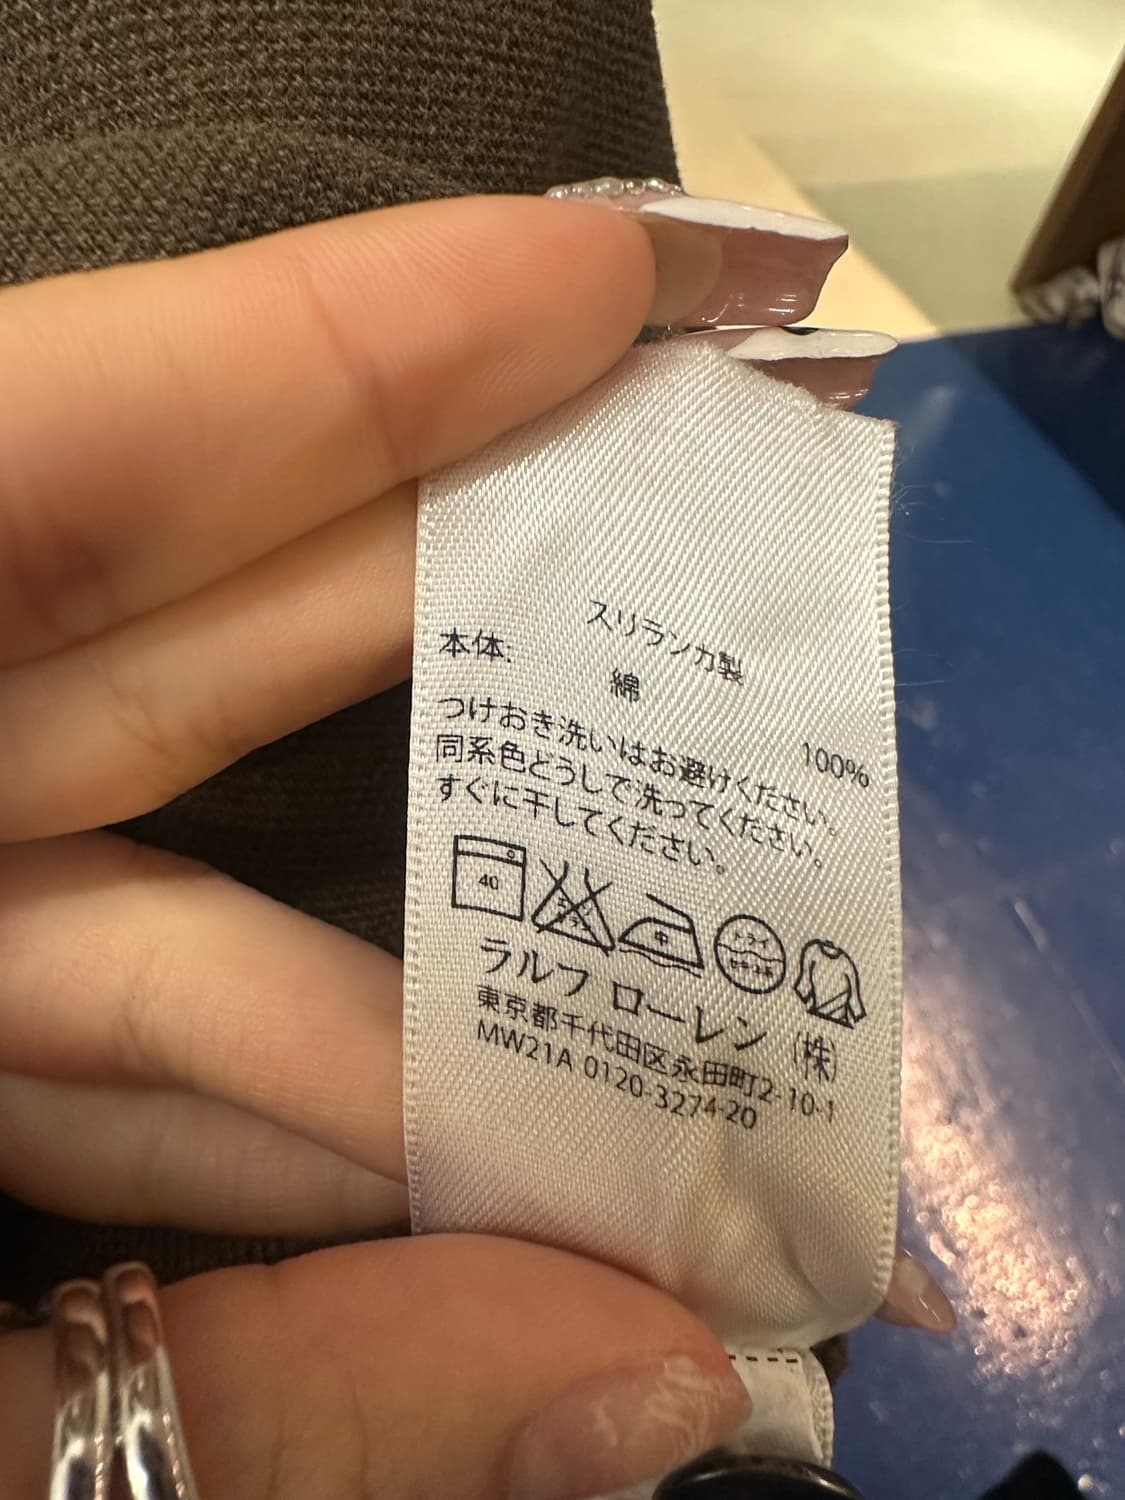 スリランカ製
本体.
綿 100%
つけおき洗いはお避けください。
同系色どうしで洗ってください。
すぐに干してください。
40 中 ドライ
ラルフ ローレン (株)
東京都千代田区永田町2-10-1
MW21A 0120-3274-20